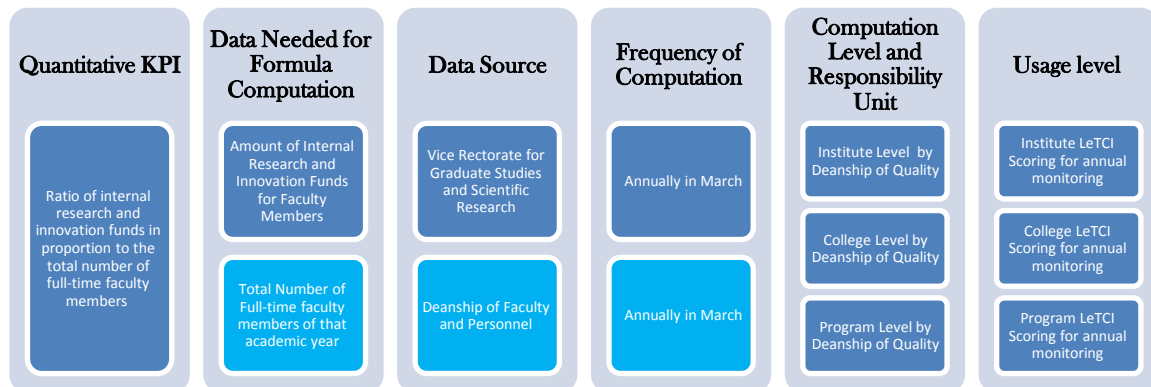 Quantitative KPI
Ratio of internal
research and
innovation funds in
proportion to the
total number of
full-time faculty
members
Data Needed for
Formula
Computation
Amount of Internal
Research and
Innovation Funds
for Faculty
Members
Total Number of
Full-time faculty
members of that
academic year
Data Source
Vice Rectorate for
Graduate Studies
and Scientific
Research
Deanship of Faculty
and Personnel
Frequency of
Computation
Annually in March
Annually in March
Computation
Level and
Responsibility
Unit
Institute Level by
Deanship of Quality
College Level by
Deanship of Quality
Program Level by
Deanship of Quality
Usage level
Institute LeTCI
Scoring for annual
monitoring
College LeTCI
Scoring for annual
monitoring
Program LeTCI
Scoring for annual
monitoring